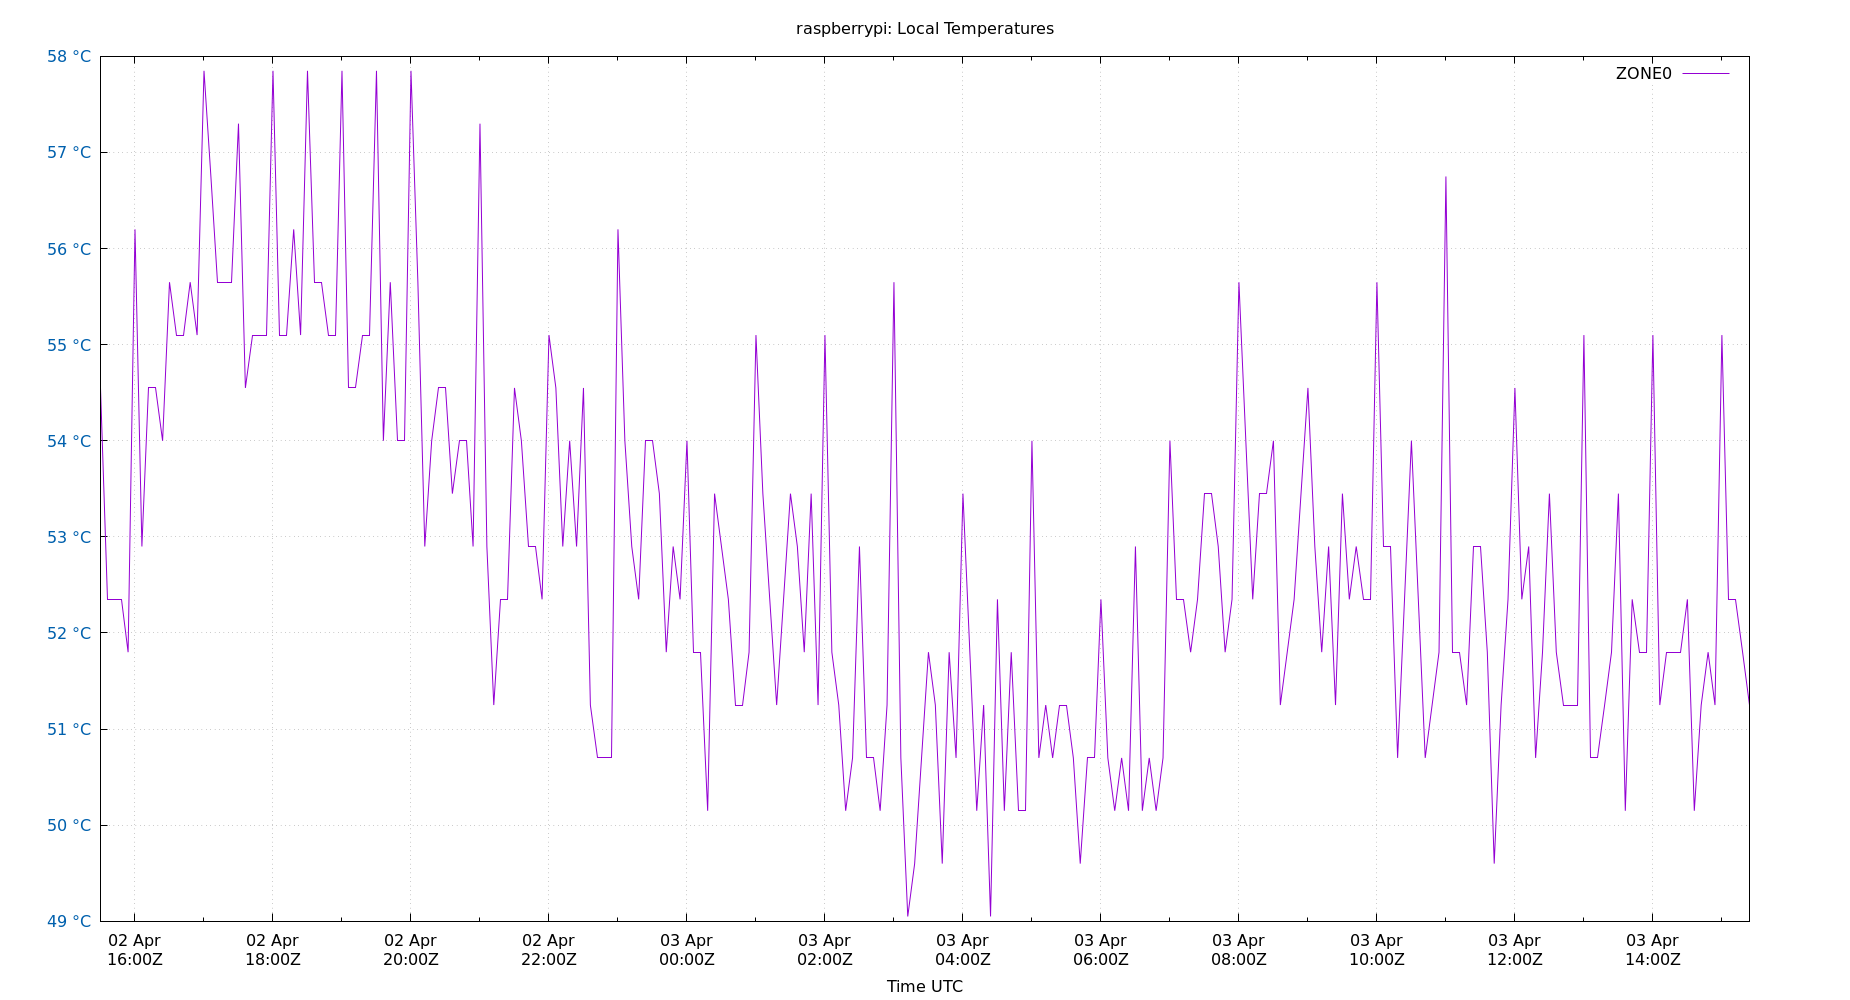 raspberrypi: Local Temperatures
58 °C
ZONE0
57 °C
56 °C
55 °C
54 °C
53 °C
52 °C
51 °C
50 °C
49 °C
02 Apr 02 Apr 02 Apr 02 Apr 03 Apr 03 Apr 03 Apr 03 Apr 03 Apr 03 Apr 03 Apr 03 Apr
16:00Z 18:00Z 20:00Z 22:00Z 00:00Z 02:00Z 04:00Z 06:00Z 08:00Z 10:00Z 12:00Z 14:00Z
Time UTC